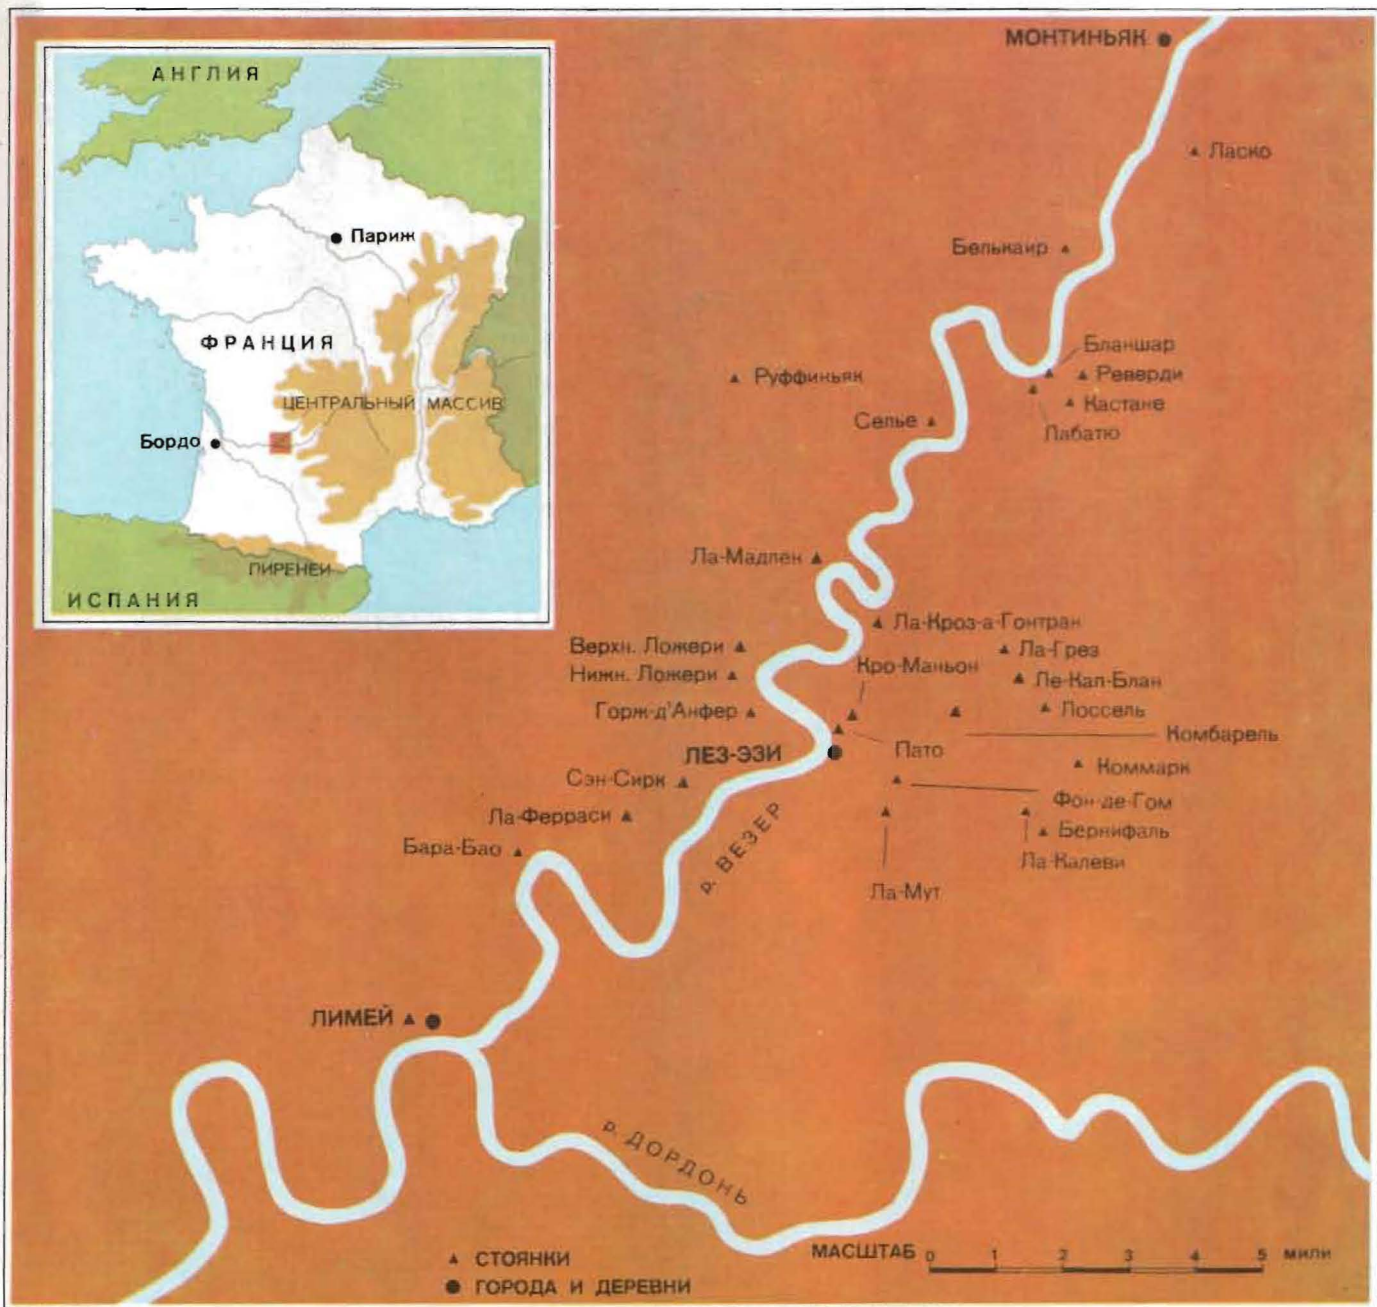 АНГЛИЯ
Париж
ФРАНЦИЯ
ЦЕНТРАЛЬНЫЙ МАССИВ
Бордо
ПИРЕНЕИ
ИСПАНИЯ
МОНТИНЬЯК
Ласко
Белькаир
Бланшар
Руффиньяк
Реверди
Кастане
Селье
Лабатю
Ла-Мадлен
Ла-Кроз-а-Гонтран
Верхн. Ложери
Ла-Грез
Кро-Маньон
Нижн. Ложери
Ле-Кап-Блан
Горж-д'Анфер
Лоссель
Комбарель
ЛЕЗ-ЭЗИ
Пато
Коммарк
Сэн-Сирк
Фон-де-Гом
Ла-Ферраси
р. ВЕЗЕР
Бернифаль
Бара-Бао
Ла-Калеви
Ла-Мут
ЛИМЕЙ
р. ДОРДОНЬ
СТОЯНКИ
ГОРОДА И ДЕРЕВНИ
МАСШТАБ 0 1 2 3 4 5 мили